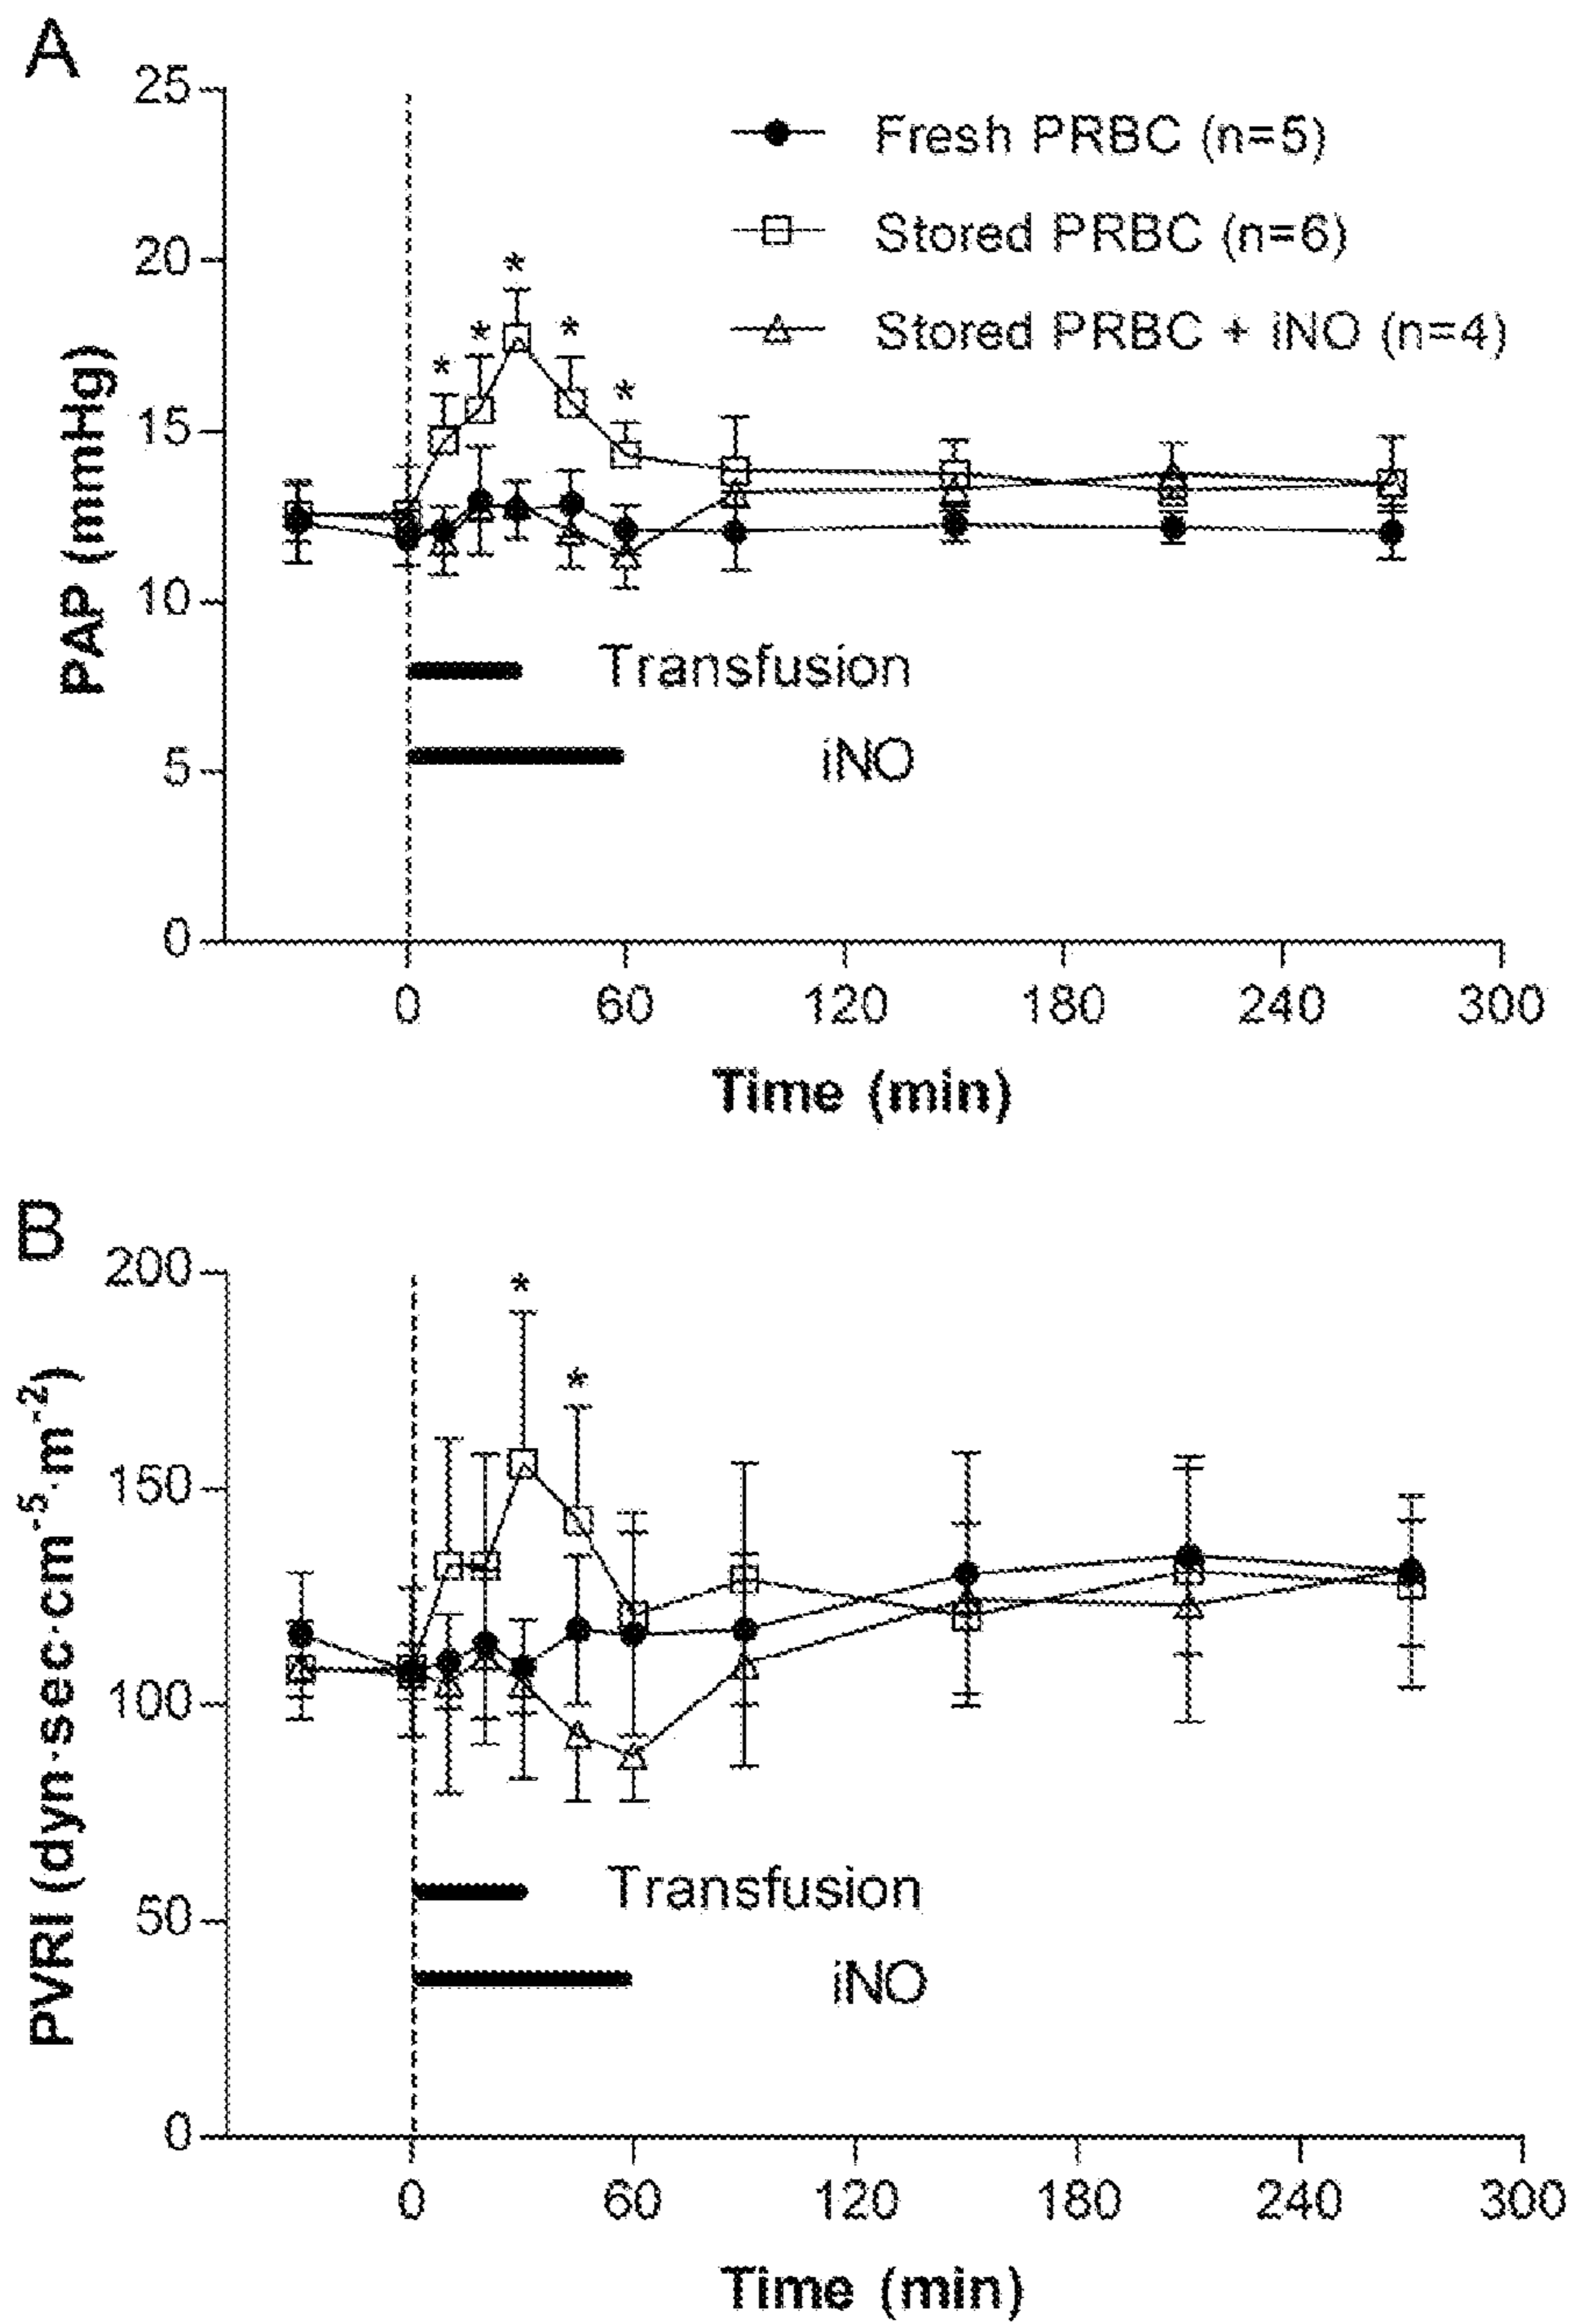 A
25
20
15
10
5
0
PAP (mmHg)
Fresh PRBC (n=5)
Stored PRBC (n=6)
Stored PRBC + iNO (n=4)
*
*
*
*
*
Transfusion
iNO
0
60
120
180
240
300
Time (min)
B
200
150
100
50
0
PVRI (dyn·sec·cm⁻⁵·m⁻²)
*
*
Transfusion
iNO
0
60
120
180
240
300
Time (min)